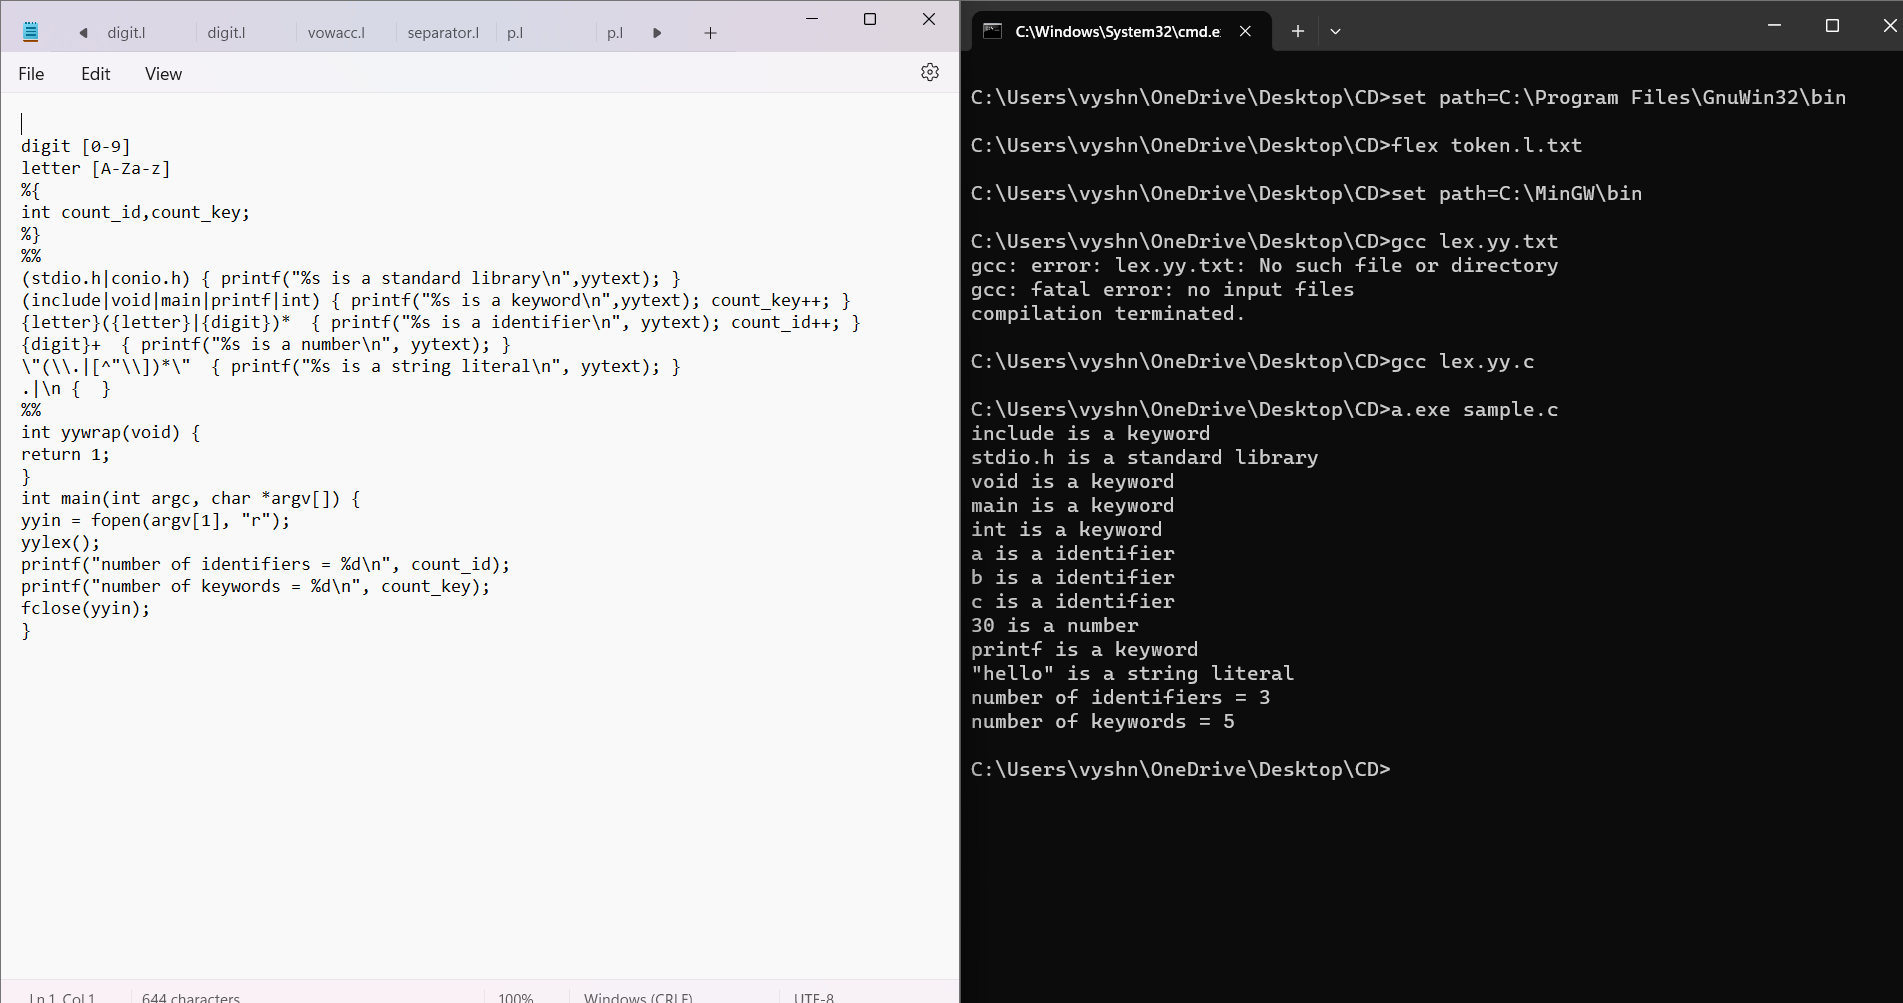 digit.l
digit.l
vowacc.l
separator.l
p.l
p.l
File
Edit
View
digit [0-9]
letter [A-Za-z]
%{
int count_id,count_key;
%}
%%
(stdio.h|conio.h) { printf("%s is a standard library\n",yytext); }
(include|void|main|printf|int) { printf("%s is a keyword\n",yytext); count_key++; }
{letter}({letter}|{digit})*  { printf("%s is a identifier\n", yytext); count_id++; }
{digit}+  { printf("%s is a number\n", yytext); }
\"(\\.|[^"\\])*\"  { printf("%s is a string literal\n", yytext); }
.|\n {  }
%%
int yywrap(void) {
return 1;
}
int main(int argc, char *argv[]) {
yyin = fopen(argv[1], "r");
yylex();
printf("number of identifiers = %d\n", count_id);
printf("number of keywords = %d\n", count_key);
fclose(yyin);
}
Ln 1, Col 1
644 characters
100%
Windows (CRLF)
UTF-8
C:\Windows\System32\cmd.e
C:\Users\vyshn\OneDrive\Desktop\CD>set path=C:\Program Files\GnuWin32\bin
C:\Users\vyshn\OneDrive\Desktop\CD>flex token.l.txt
C:\Users\vyshn\OneDrive\Desktop\CD>set path=C:\MinGW\bin
C:\Users\vyshn\OneDrive\Desktop\CD>gcc lex.yy.txt
gcc: error: lex.yy.txt: No such file or directory
gcc: fatal error: no input files
compilation terminated.
C:\Users\vyshn\OneDrive\Desktop\CD>gcc lex.yy.c
C:\Users\vyshn\OneDrive\Desktop\CD>a.exe sample.c
include is a keyword
stdio.h is a standard library
void is a keyword
main is a keyword
int is a keyword
a is a identifier
b is a identifier
c is a identifier
30 is a number
printf is a keyword
"hello" is a string literal
number of identifiers = 3
number of keywords = 5
C:\Users\vyshn\OneDrive\Desktop\CD>